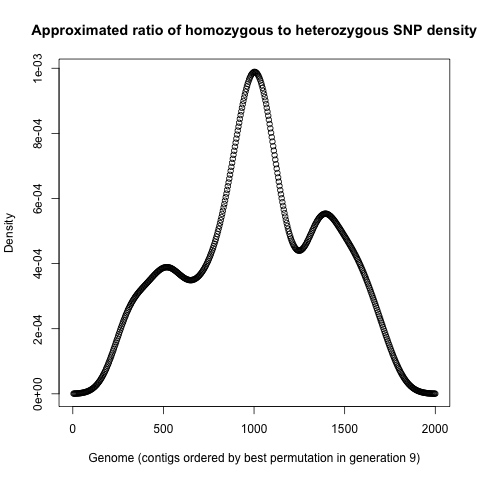 Approximated ratio of homozygous to heterozygous SNP density
1e-03
8e-04
6e-04
4e-04
2e-04
0e+00
Density
0 500 1000 1500 2000
Genome (contigs ordered by best permutation in generation 9)